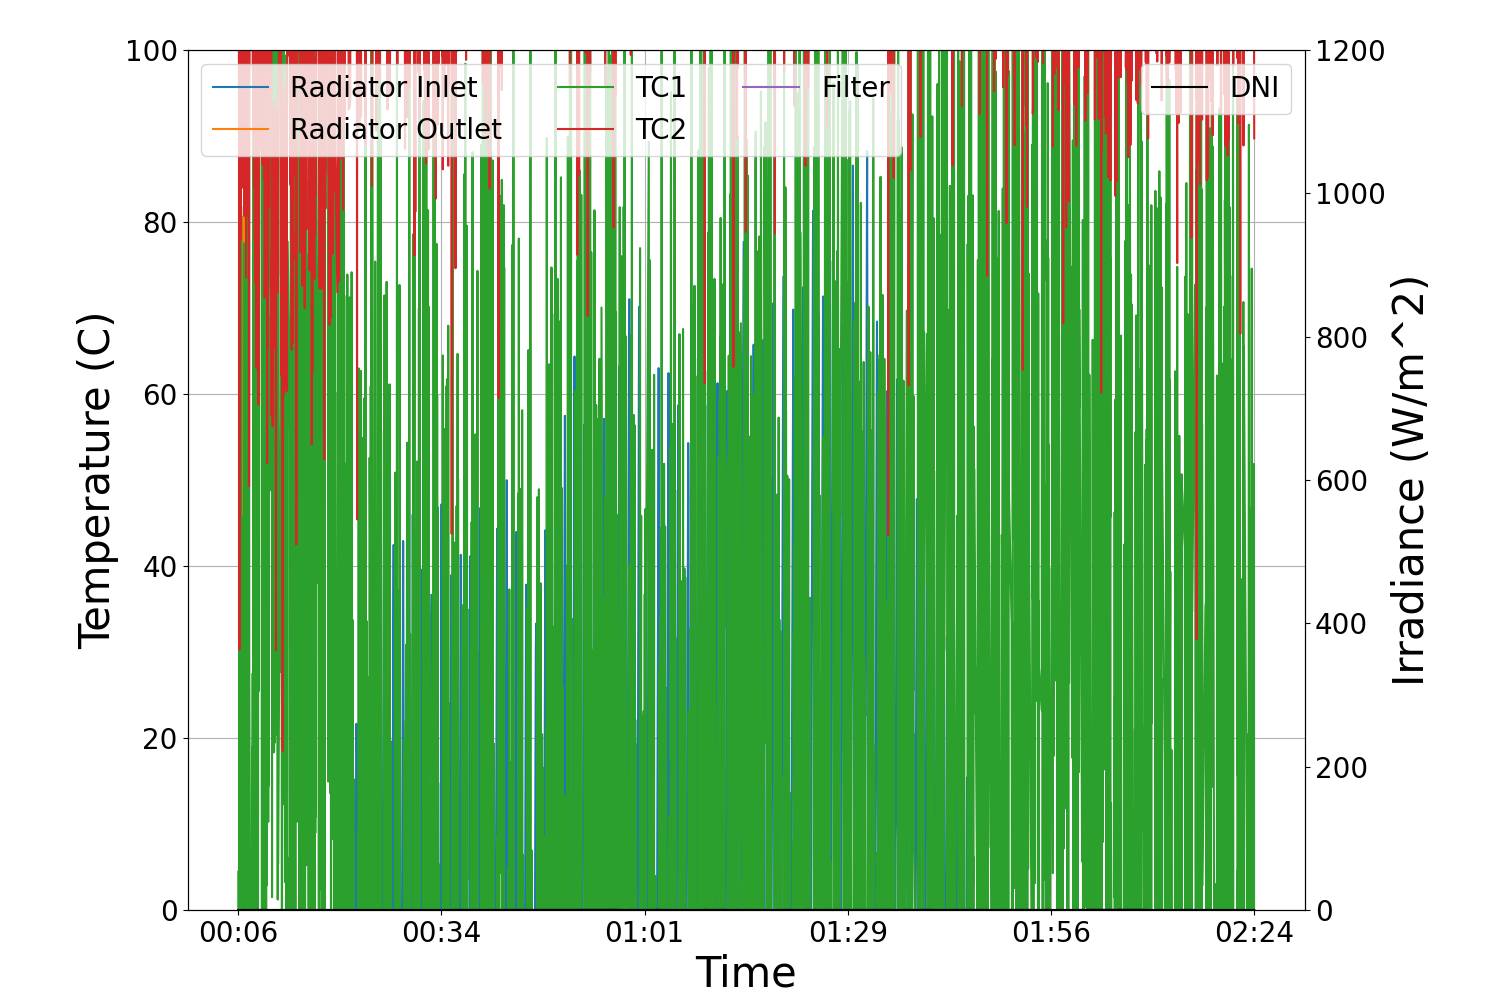 100
80
60
40
20
0
Temperature (C)
Radiator Inlet
Radiator Outlet
TC1
TC2
Filter
DNI
1200
1000
800
600
400
200
0
Irradiance (W/m^2)
00:06 00:34 01:01 01:29 01:56 02:24
Time